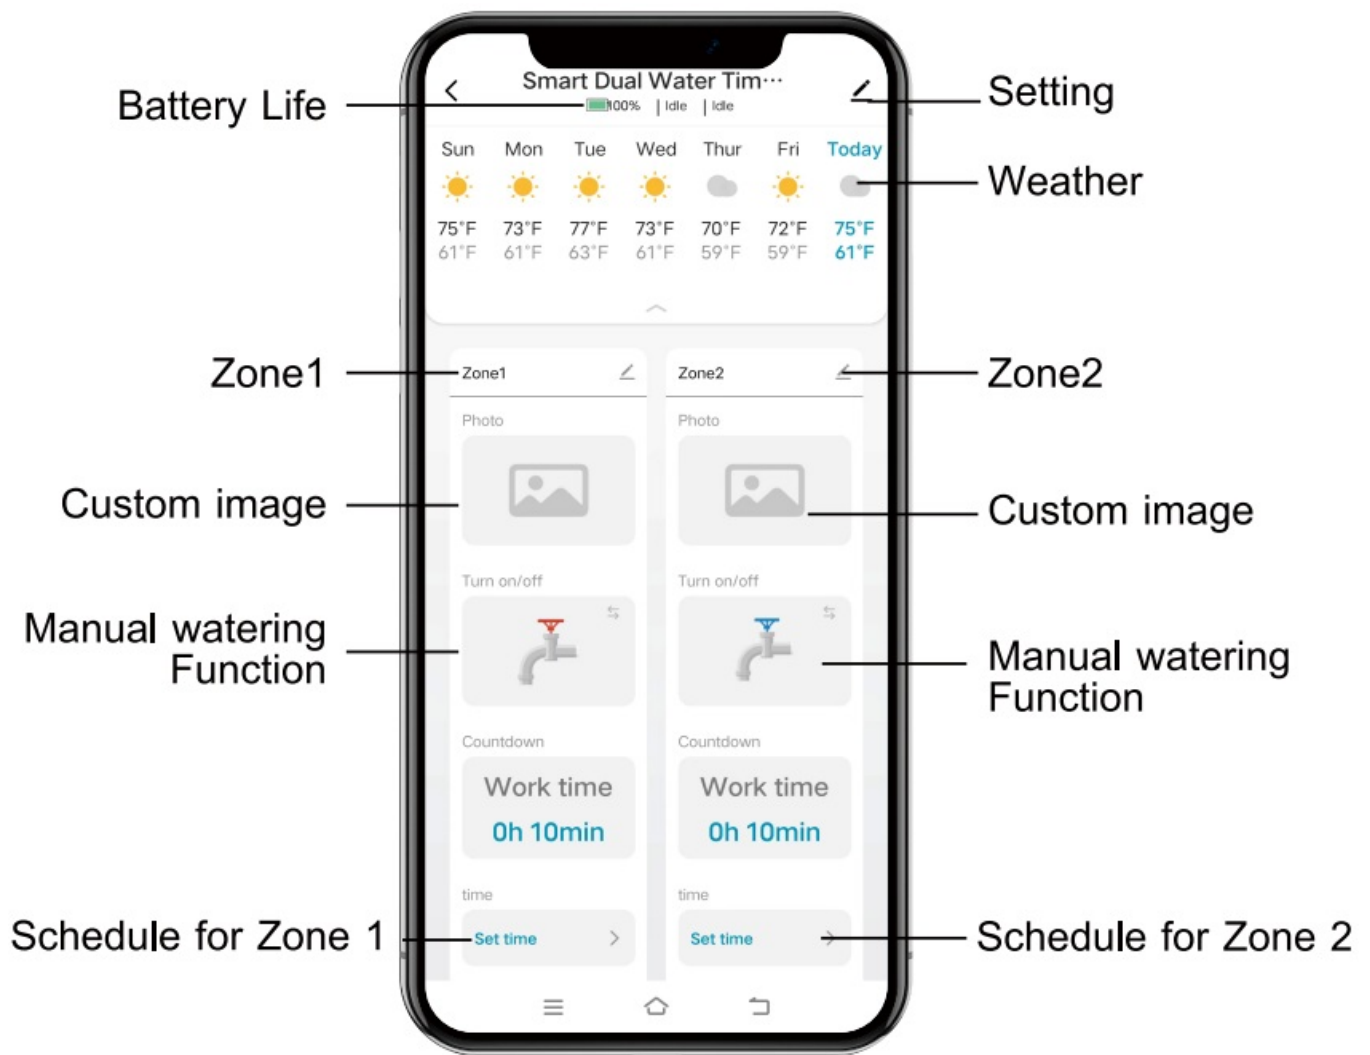 Smart Dual Water Tim···
Battery Life
100% | Idle | Idle
Setting
Sun Mon Tue Wed Thur Fri Today
Weather
75°F 73°F 77°F 73°F 70°F 72°F 75°F
61°F 61°F 63°F 61°F 59°F 59°F 61°F
Zone1
Zone1
Zone2
Zone2
Photo
Photo
Custom image
Custom image
Turn on/off
Turn on/off
Manual watering
Function
Manual watering
Function
Countdown
Countdown
Work time
Work time
0h 10min
0h 10min
time
time
Schedule for Zone 1
Set time
Set time
Schedule for Zone 2